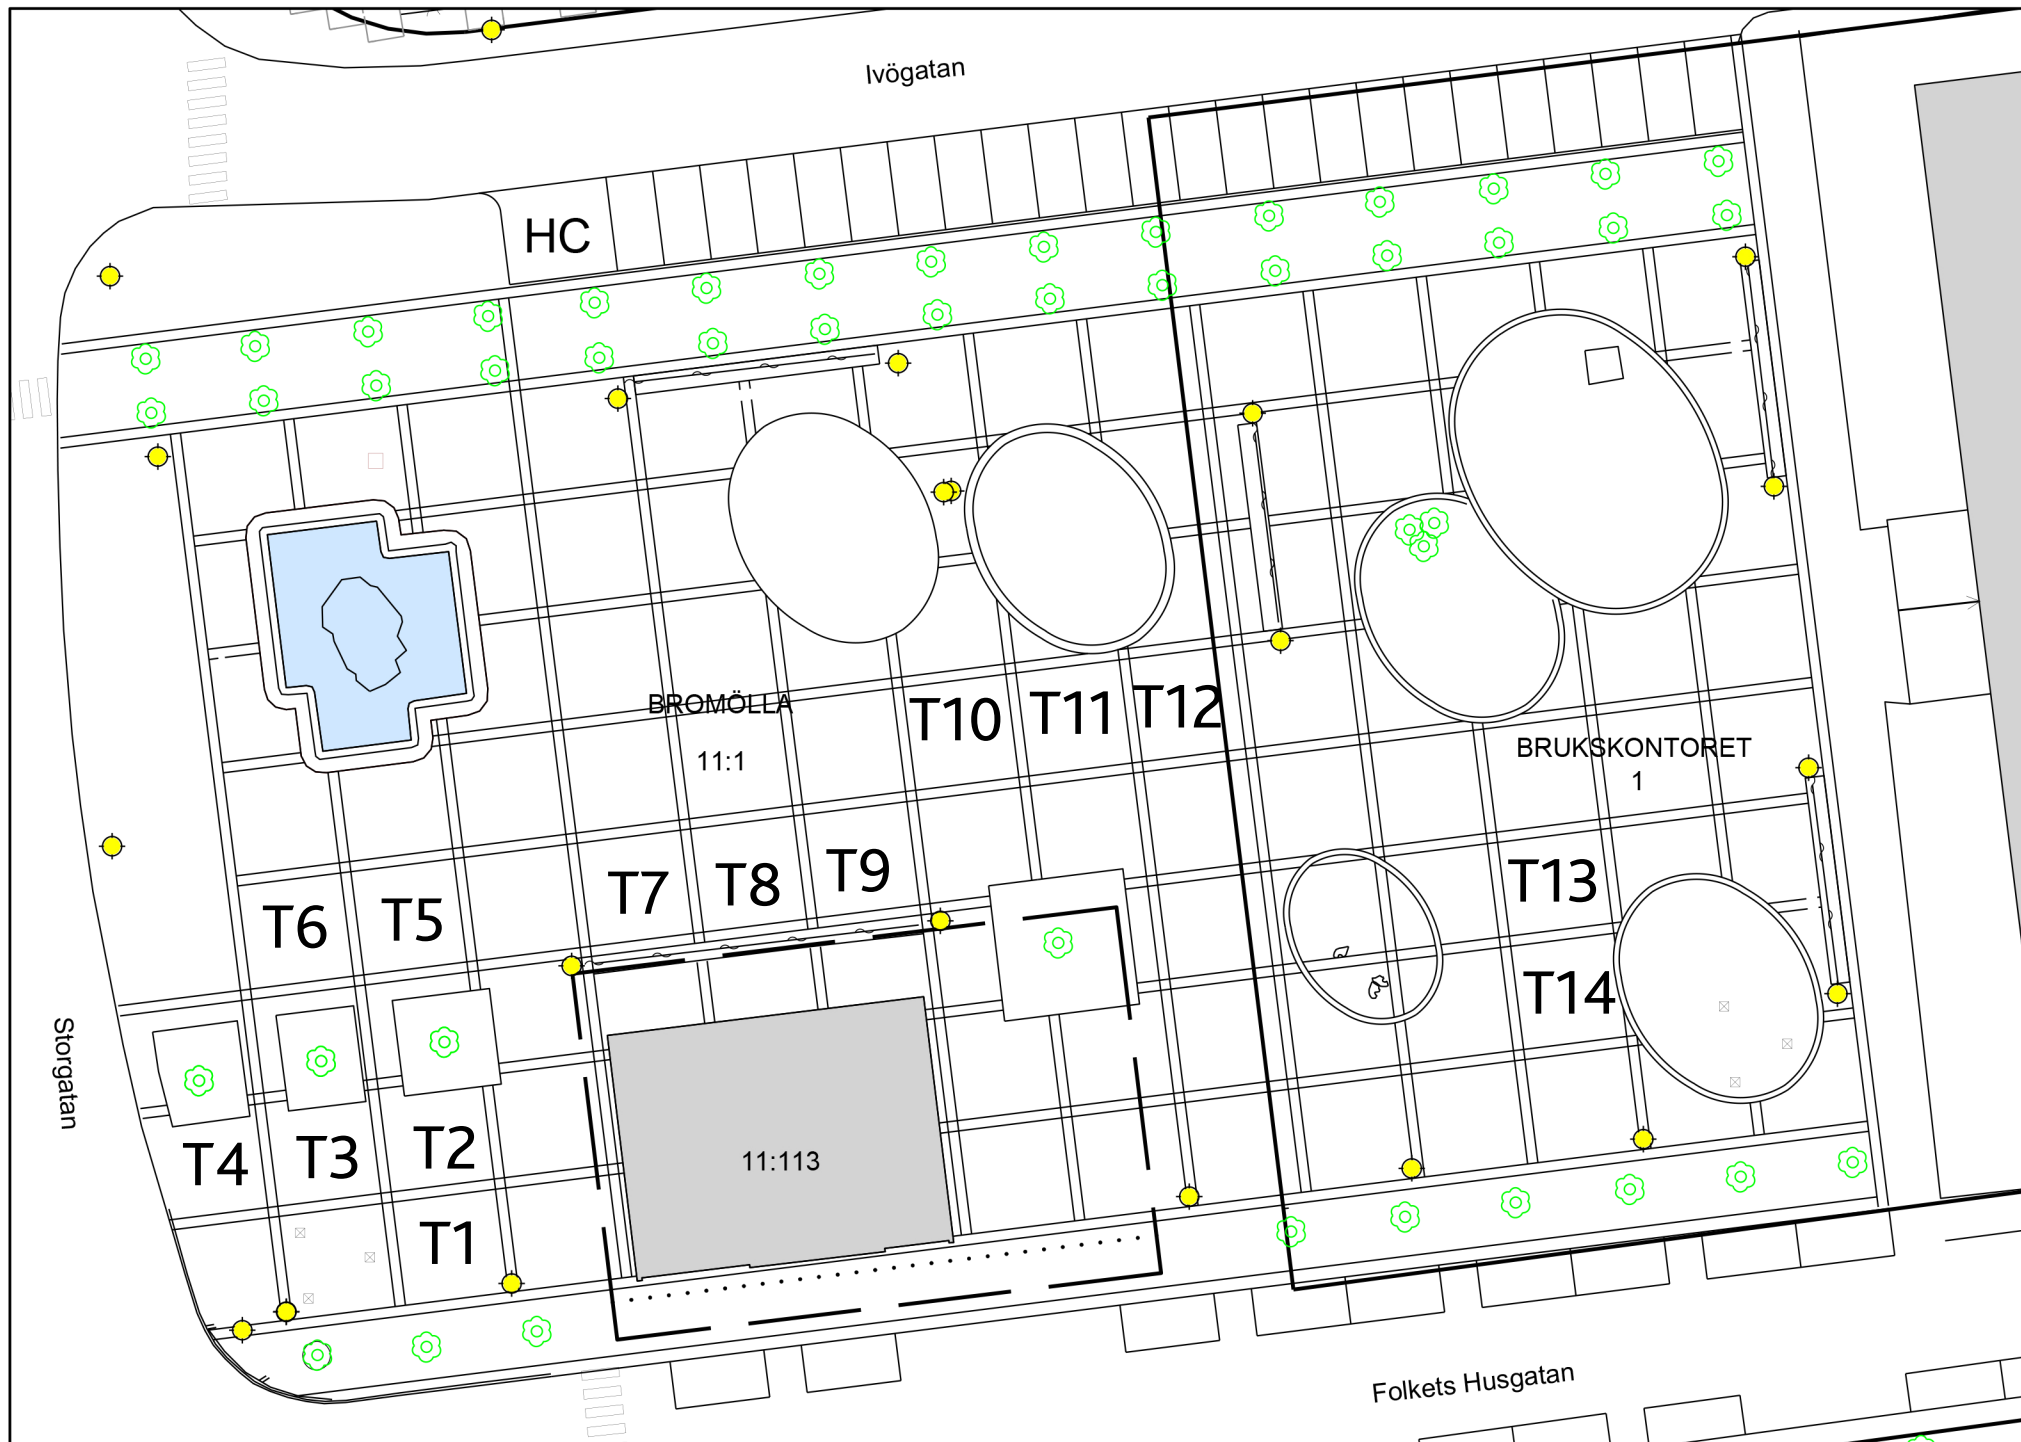 Ivögatan
HC
BROMÖLLA
11:1
T10
T11
T12
BRUKSKONTORET
1
T7
T8
T9
T6
T5
T13
T14
Storgatan
T4
T3
T2
T1
11:113
Folkets Husgatan